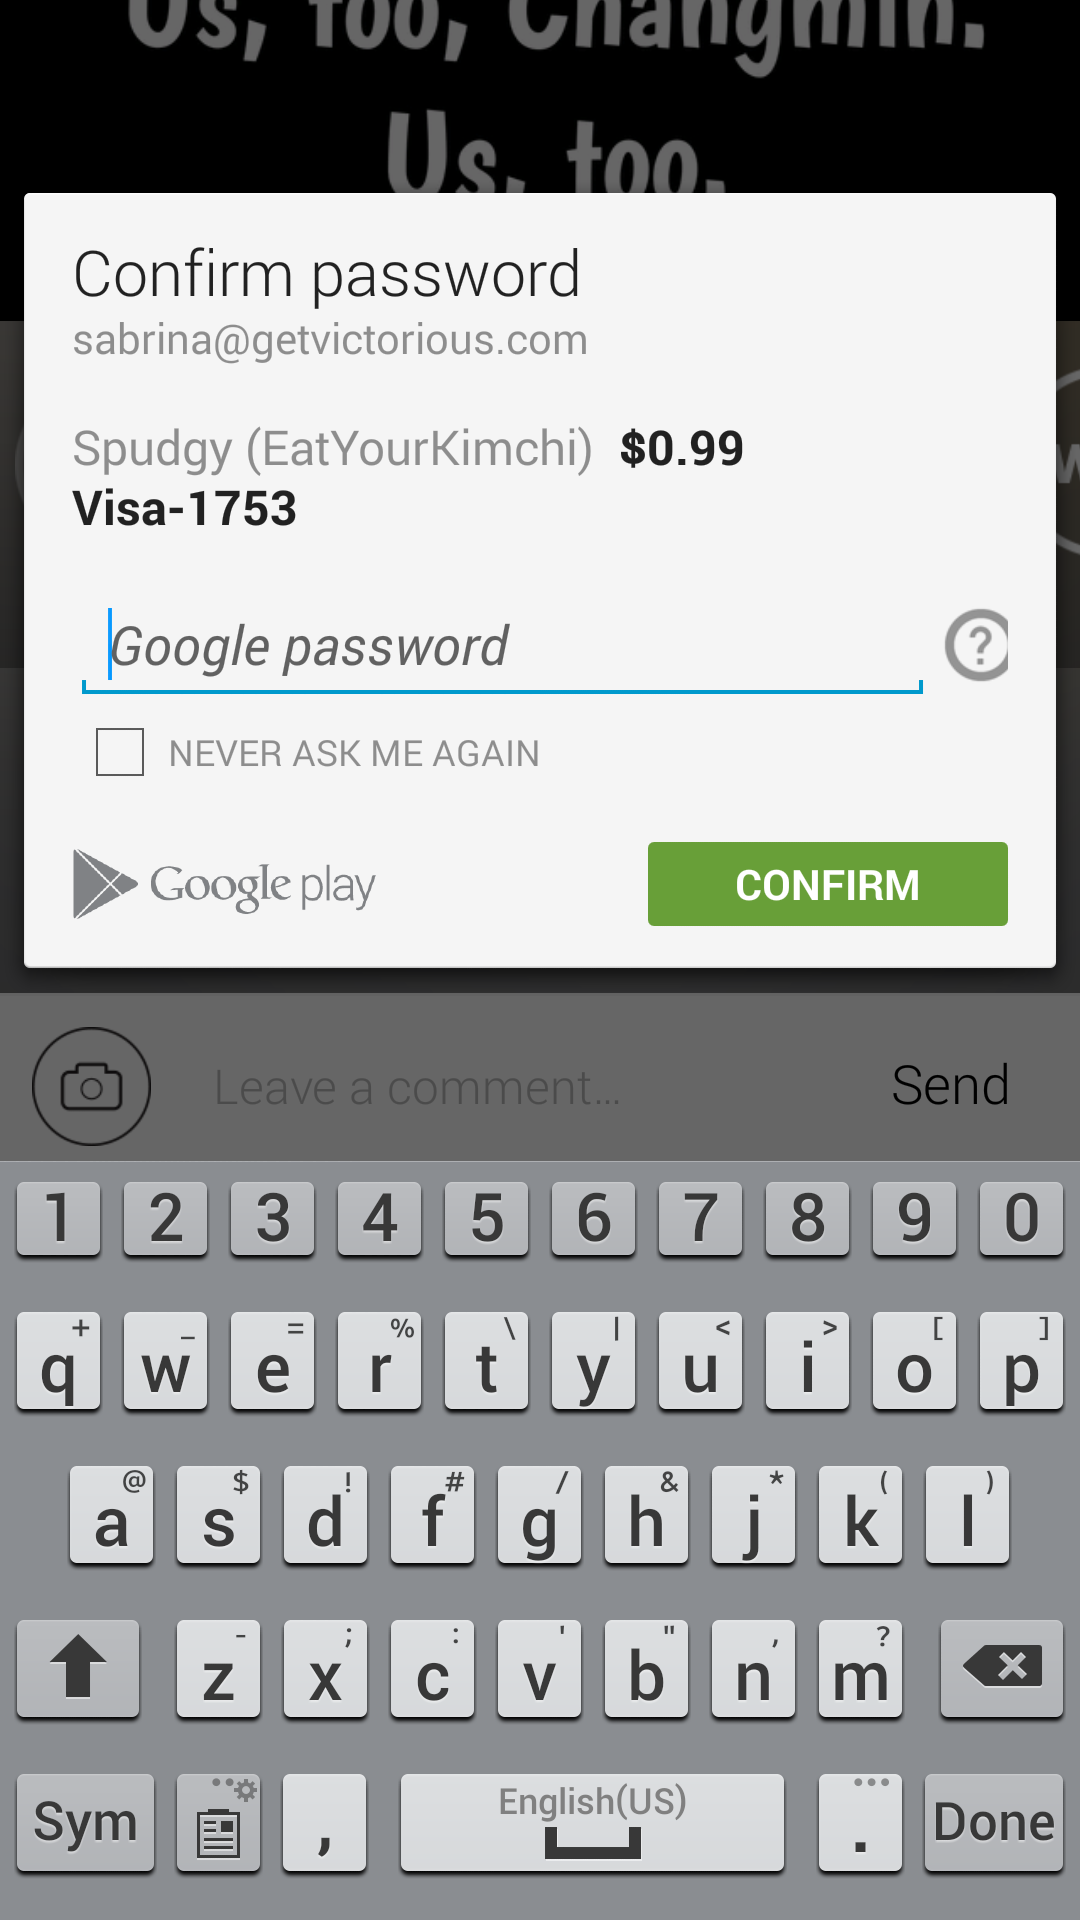 Us, too, Changmin.
Us, too.
Confirm password
sabrina@getvictorious.com
Spudgy (EatYourKimchi) $0.99
Visa-1753
Google password
?
NEVER ASK ME AGAIN
Google play
CONFIRM
Leave a comment...
Send
1 2 3 4 5 6 7 8 9 0
+ _ = % \ | < > [ ]
q w e r t y u i o p
@ $ ! # / & * ( )
a s d f g h j k l
- ; : ' " , ?
z x c v b n m
English(US)
Sym , . Done